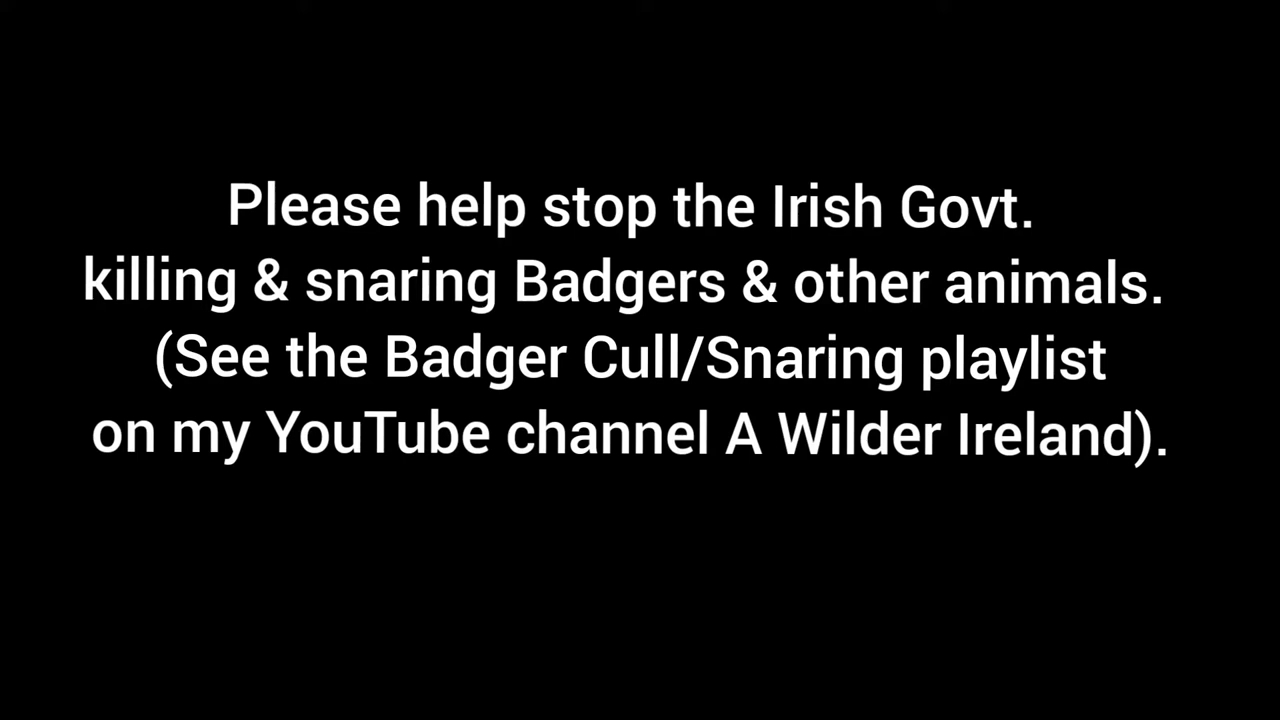 Please help stop the Irish Govt.
killing & snaring Badgers & other animals.
(See the Badger Cull/Snaring playlist
on my YouTube channel A Wilder Ireland).